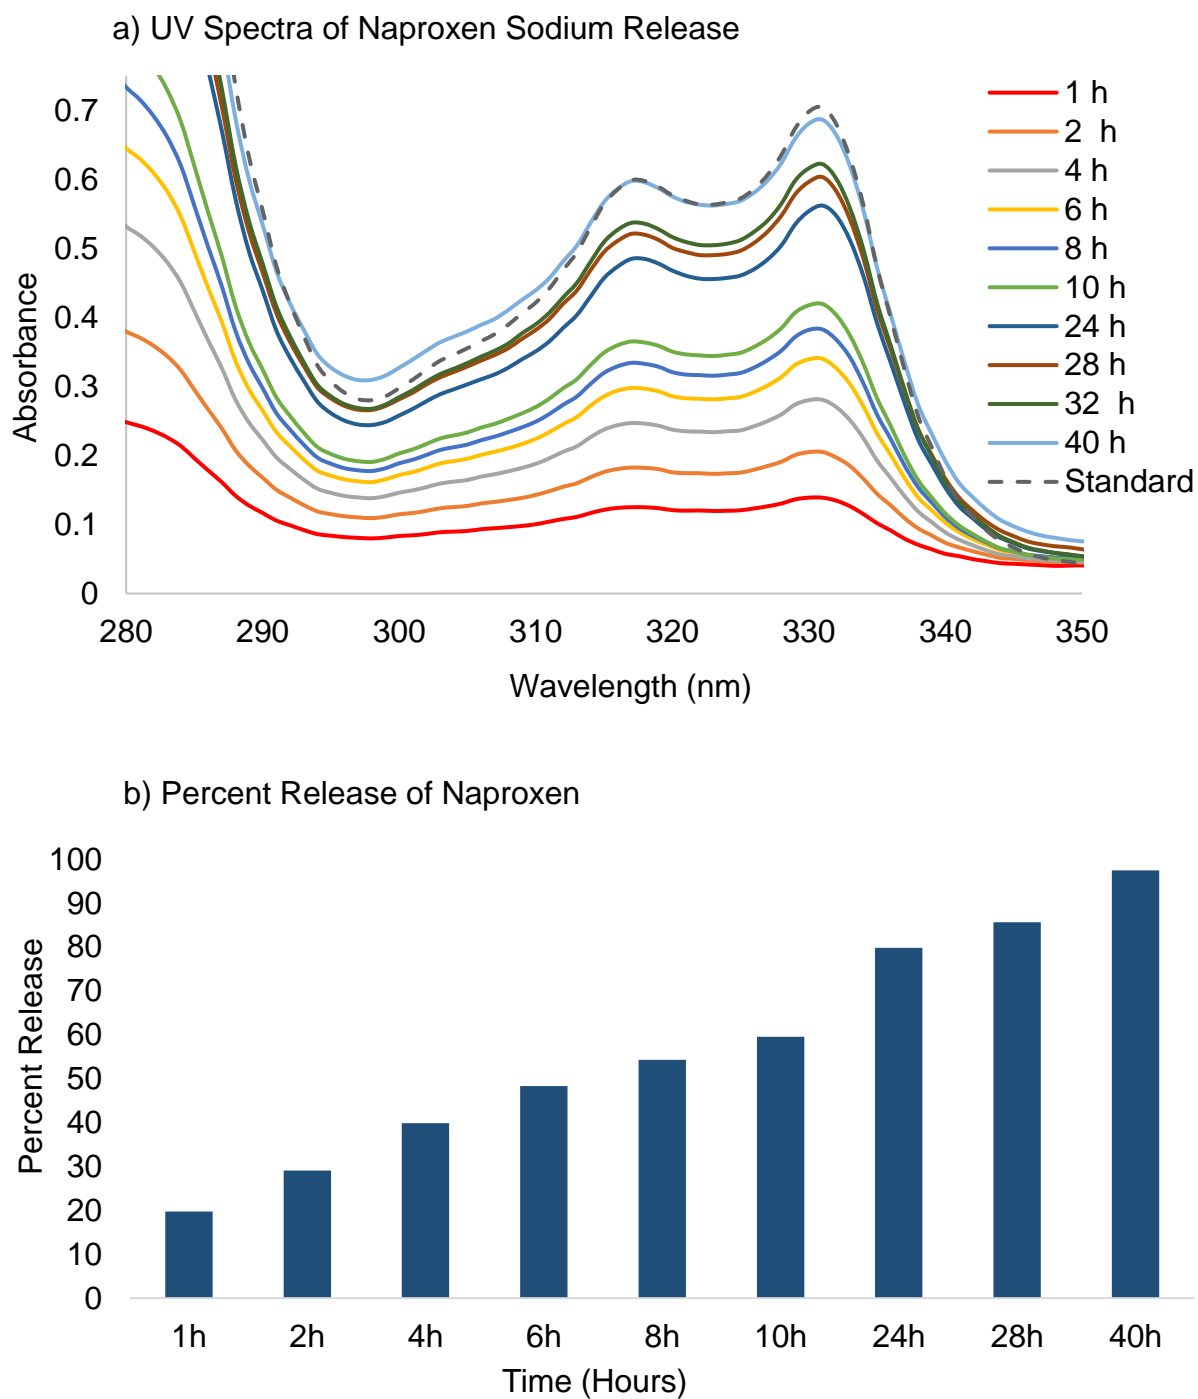 a) UV Spectra of Naproxen Sodium Release
0.7
0.6
0.5
0.4
0.3
0.2
0.1
0
Absorbance
280 290 300 310 320 330 340 350
Wavelength (nm)
1 h
2 h
4 h
6 h
8 h
10 h
24 h
28 h
32 h
40 h
Standard
b) Percent Release of Naproxen
100
90
80
70
60
50
40
30
20
10
0
Percent Release
1h 2h 4h 6h 8h 10h 24h 28h 40h
Time (Hours)